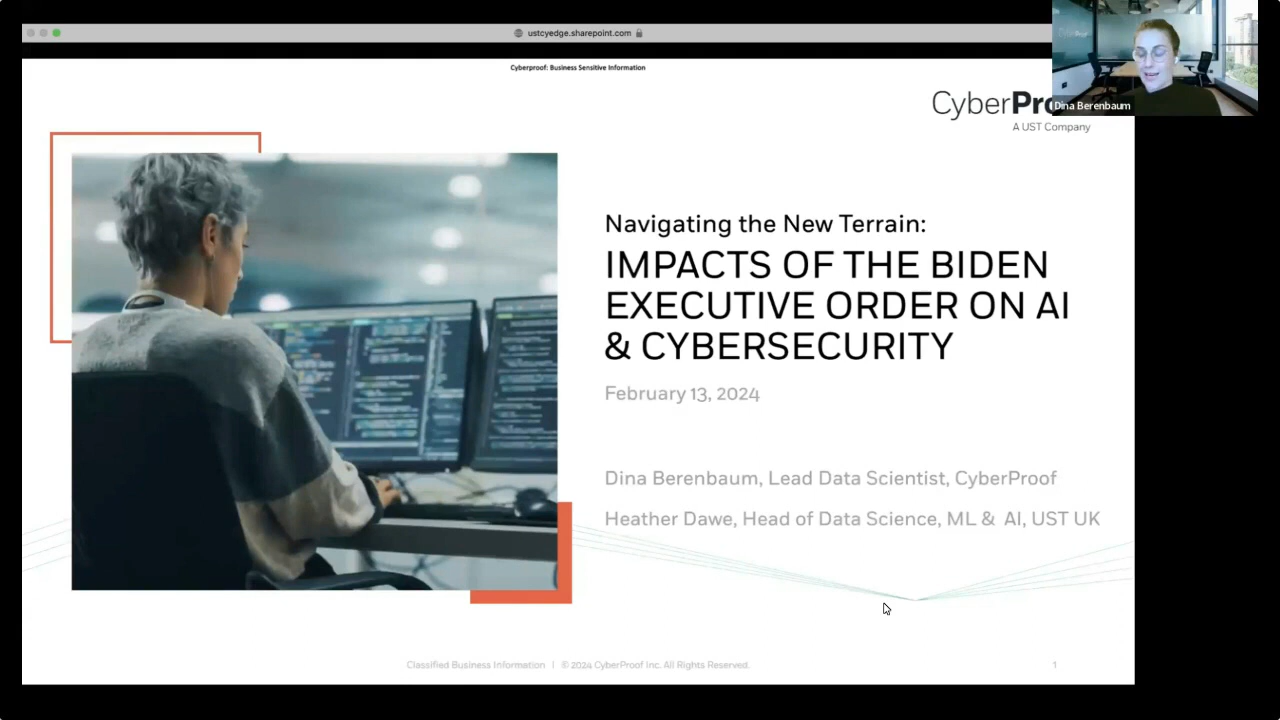 ustcyedge.sharepoint.com
Cyberproof: Business Sensitive Information
CyberPro
A UST Company
Dina Berenbaum
Navigating the New Terrain:
IMPACTS OF THE BIDEN
EXECUTIVE ORDER ON AI
& CYBERSECURITY
February 13, 2024
Dina Berenbaum, Lead Data Scientist, CyberProof
Heather Dawe, Head of Data Science, ML & AI, UST UK
Classified Business Information | © 2024 CyberProof Inc. All Rights Reserved.
1